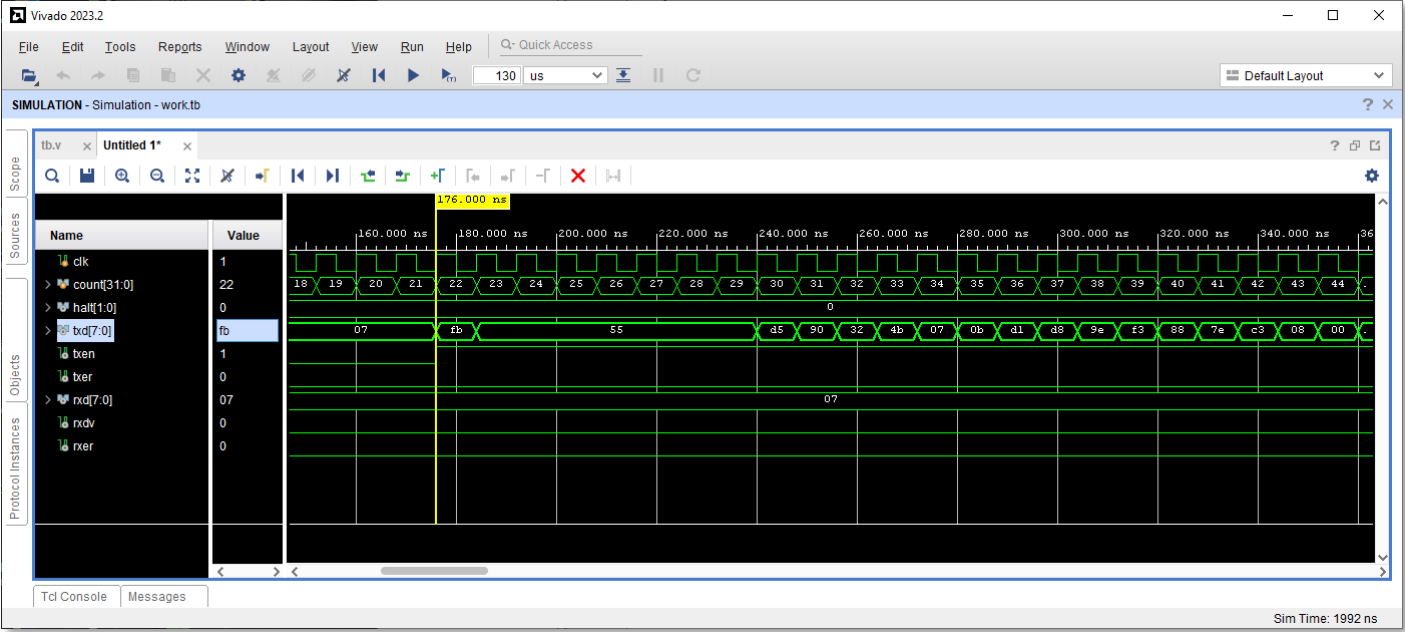 Vivado 2023.2
File Edit Tools Reports Window Layout View Run Help Quick Access
130 us Default Layout
SIMULATION - Simulation - work.tb
tb.v Untitled 1*
Scope
Sources
Objects
Protocol Instances
176.000 ns
160.000 ns 180.000 ns 200.000 ns 220.000 ns 240.000 ns 260.000 ns 280.000 ns 300.000 ns 320.000 ns 340.000 ns 36
Name Value
clk 1
count[31:0] 22 18 19 20 21 22 23 24 25 26 27 28 29 30 31 32 33 34 35 36 37 38 39 40 41 42 43 44 .
halt[1:0] 0 0
txd[7:0] fb 07 fb 55 d5 90 32 4b 07 0b d1 d8 9e f3 88 7e c3 08 00 .
txen 1
txer 0
rxd[7:0] 07 07
rxdv 0
rxer 0
Tcl Console Messages
Sim Time: 1992 ns